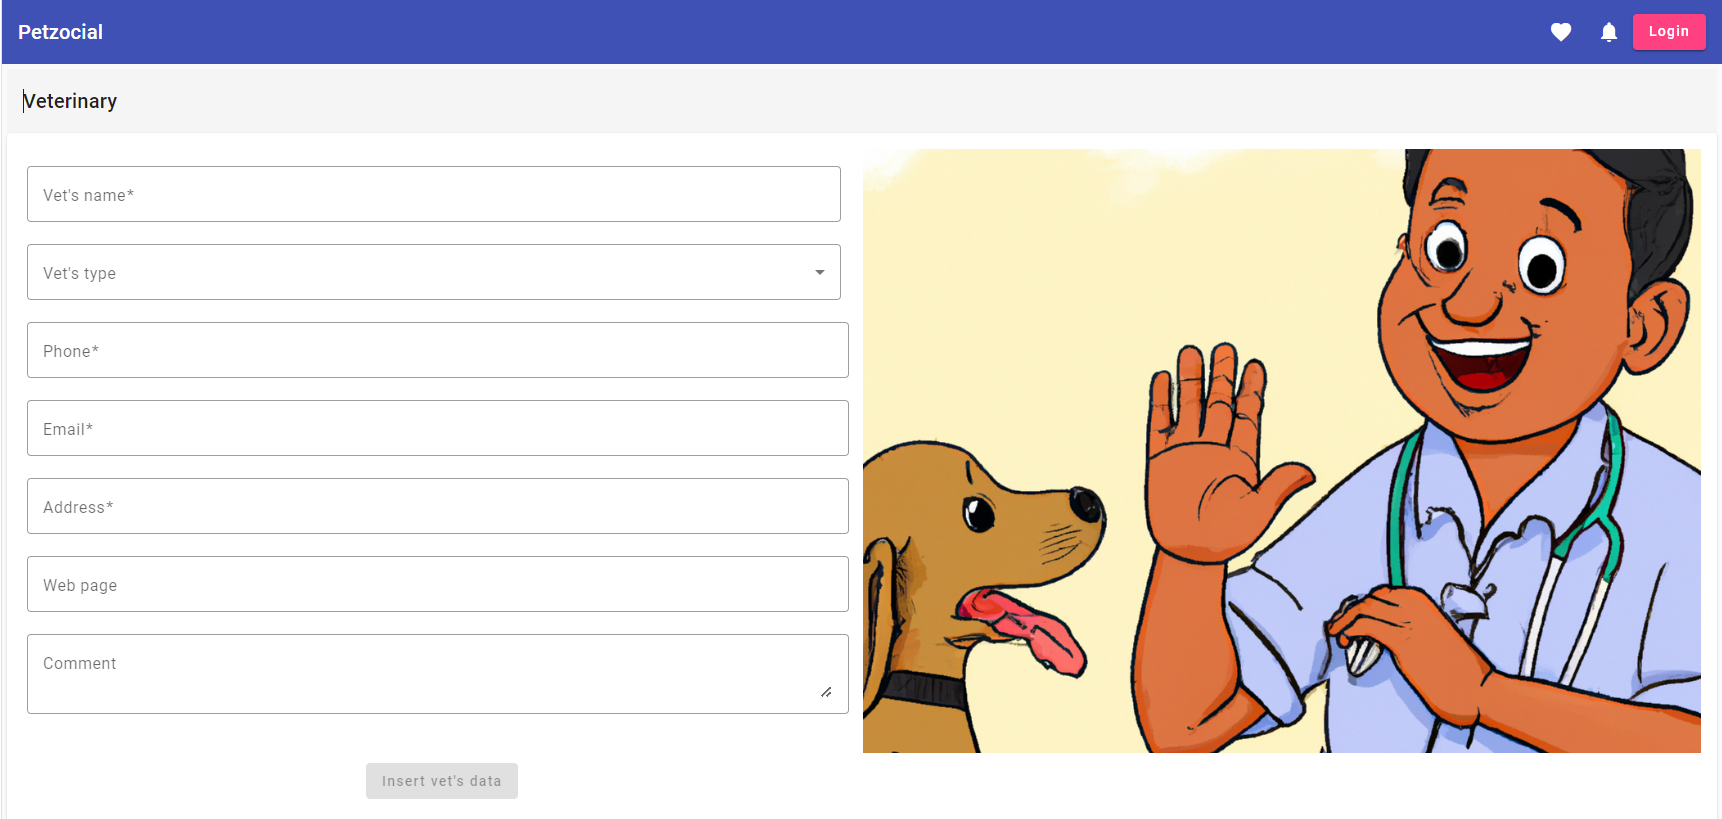 Petzocial
Login
Veterinary
Vet's name*
Vet's type
Phone*
Email*
Address*
Web page
Comment
Insert vet's data